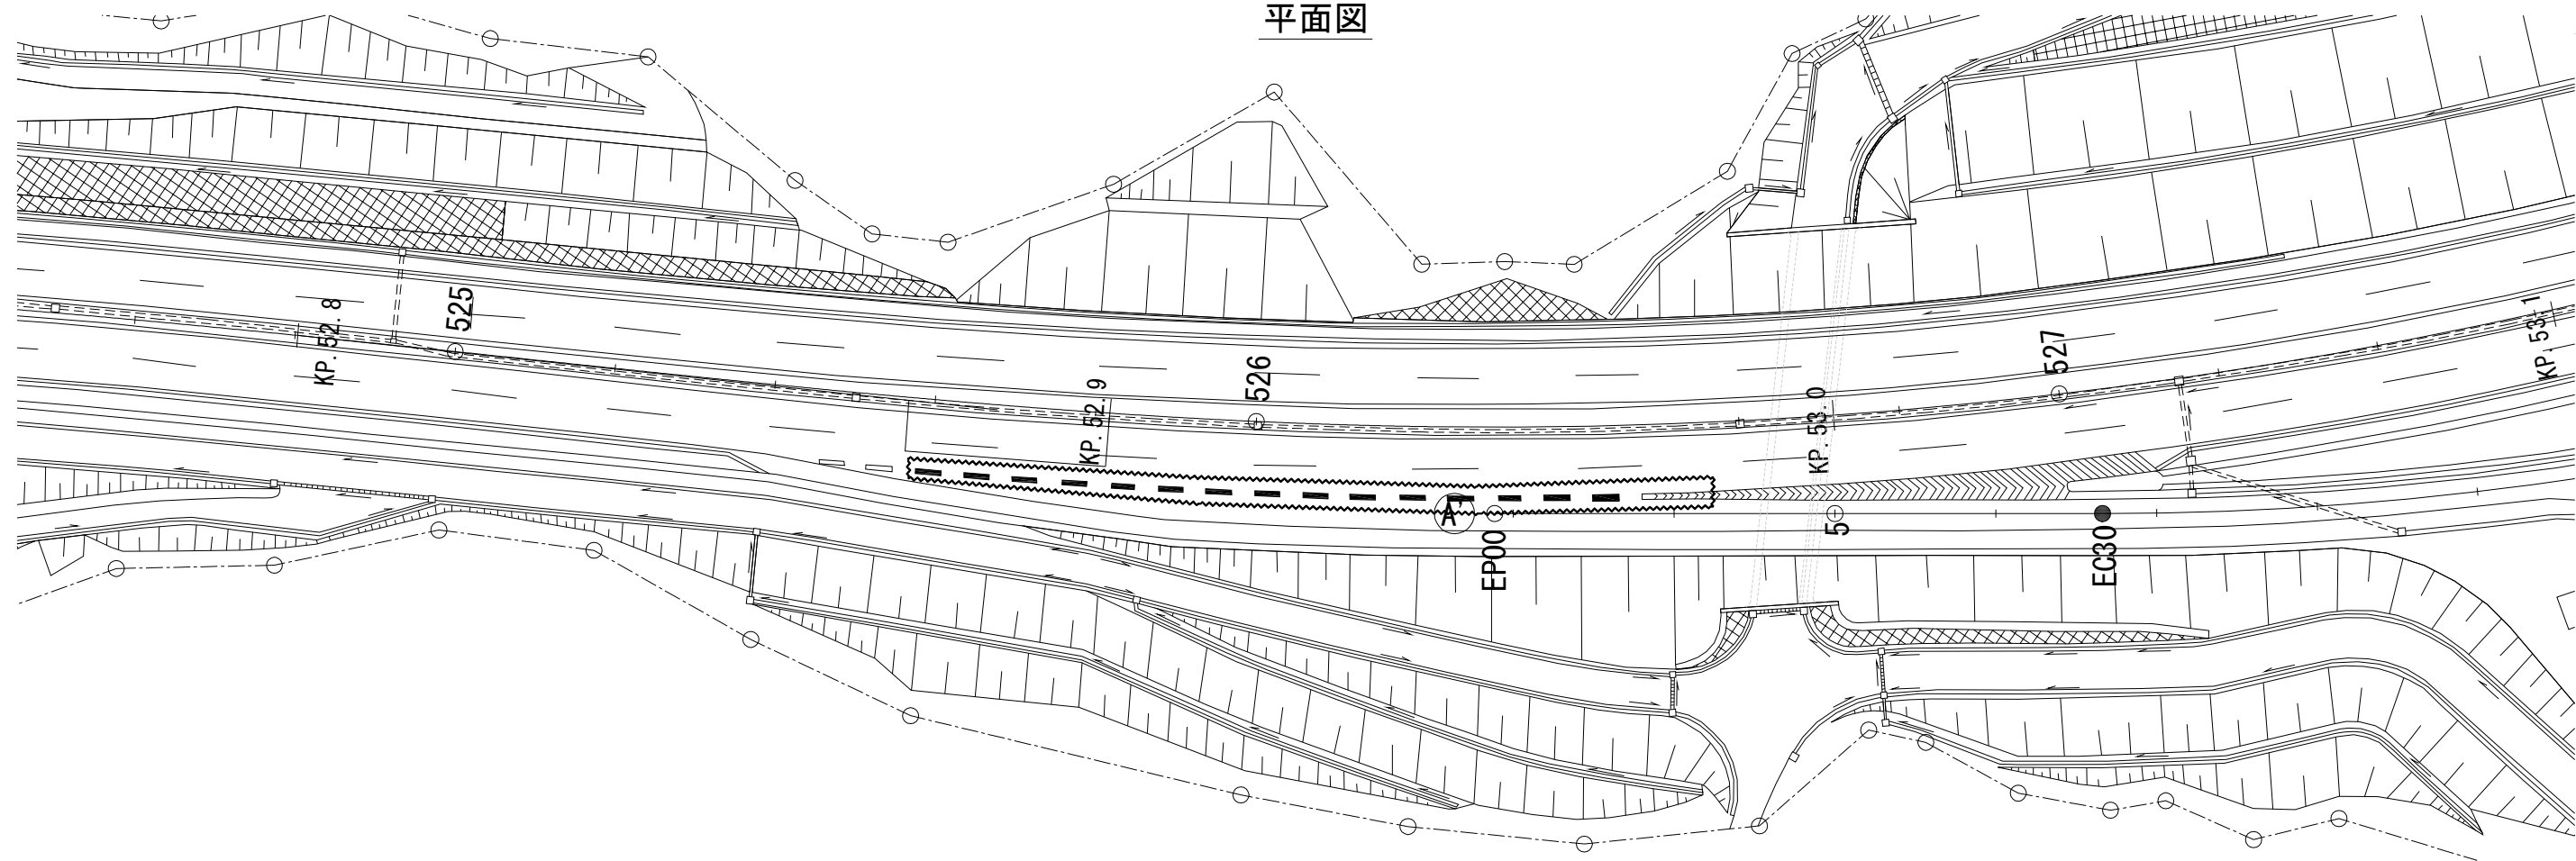 平面図
KP. 52. 8
525
KP. 52. 9
526
KP. 53. 0
527
KP. 53. 1
A'
EP00
5
EC30